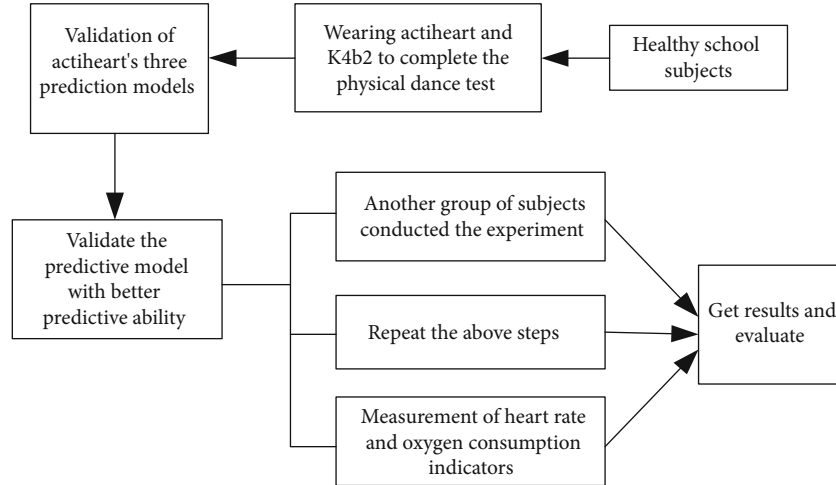 Validation of
actiheart's three
prediction models
Wearing actiheart and
K4b2 to complete the
physical dance test
Healthy school
subjects
Validate the
predictive model
with better
predictive ability
Another group of subjects
conducted the experiment
Repeat the above steps
Measurement of heart rate
and oxygen consumption
indicators
Get results and
evaluate